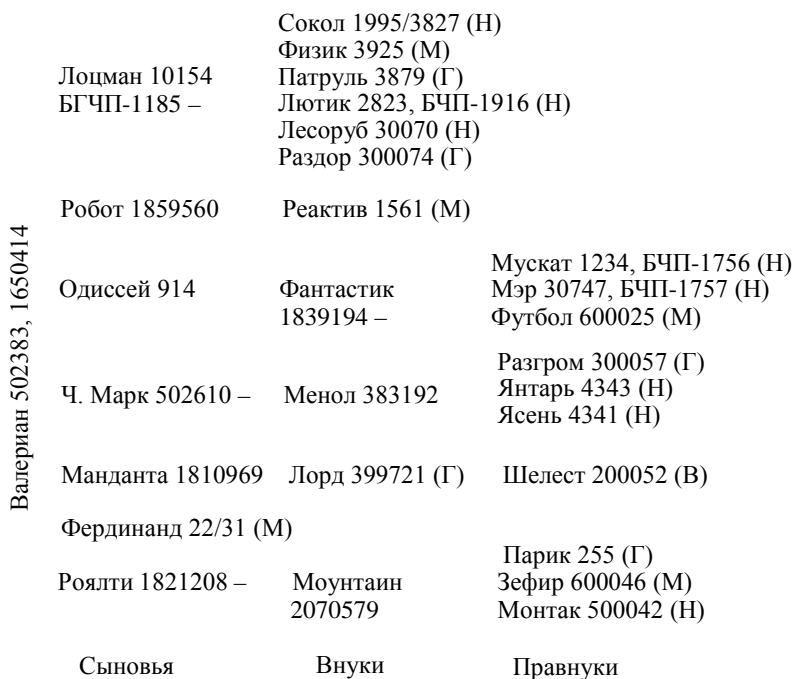 Сокол 1995/3827 (Н)
Физик 3925 (М)
Лоцман 10154
Патруль 3879 (Г)
БГЧП-1185 –
Лютик 2823, БЧП-1916 (Н)
Лесоруб 30070 (Н)
Раздор 300074 (Г)
Валериан 502383, 1650414
Робот 1859560
Реактив 1561 (М)
Мускат 1234, БЧП-1756 (Н)
Одиссей 914
Фантастик
Мэр 30747, БЧП-1757 (Н)
1839194 –
Футбол 600025 (М)
Разгром 300057 (Г)
Ч. Марк 502610 –
Менол 383192
Янтарь 4343 (Н)
Ясень 4341 (Н)
Манданта 1810969
Лорд 399721 (Г)
Шелест 200052 (В)
Фердинанд 22/31 (М)
Парик 255 (Г)
Роялти 1821208 –
Моунтаин
Зефир 600046 (М)
2070579
Монтак 500042 (Н)
Сыновья
Внуки
Правнуки